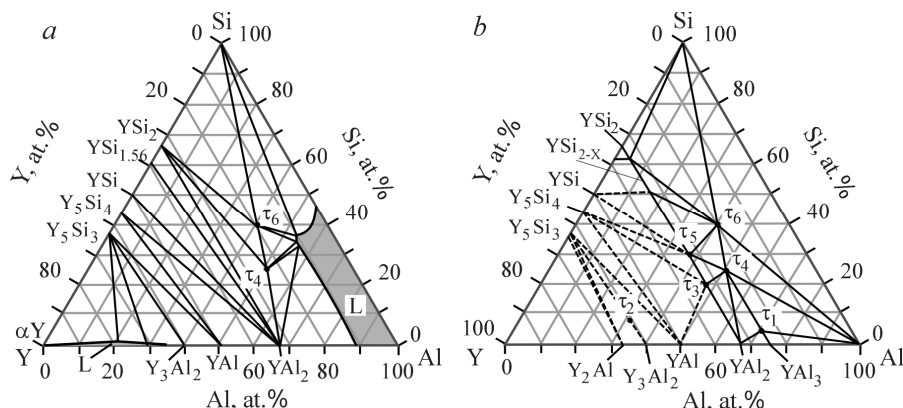 a
Si
0 100
20 80
YSi2
YSi1.56
60
YSi
Y, at.%
Si, at.%
Y5Si4
40
τ6
Y5Si3
80
τ4
20
L
αY
0
Y
Al
0 L 20 Y3Al2 YAl 60 YAl2 80 100
Al, at.%
b
Si
0 100
20 80
YSi2
YSi2-X
60
YSi
Y, at.%
Si, at.%
Y5Si4
40
τ6
Y5Si3
τ5
80
τ4
20
τ3
τ2
τ1
100
0
Y
Al
0 20 Y2Al Y3Al2 YAl 60 YAl2 YAl3 100
Al, at.%